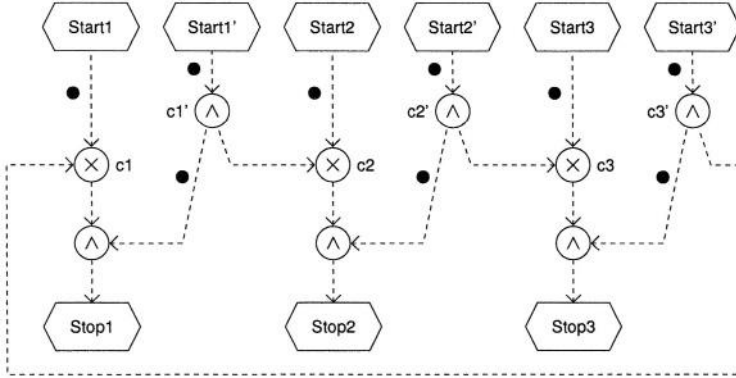 Start1 Start1' Start2 Start2' Start3 Start3'
c1' c2' c3'
c1 c2 c3
Stop1 Stop2 Stop3